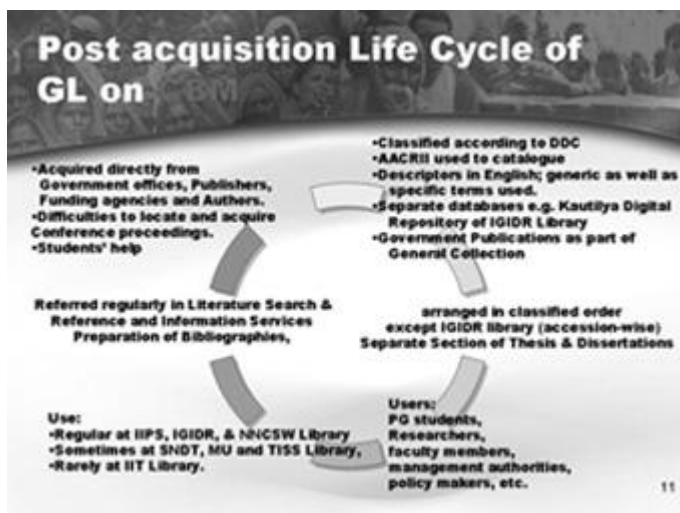 Post acquisition Life Cycle of
GL on
•Acquired directly from
Government offices, Publishers,
Funding agencies and Authors.
•Difficulties to locate and acquire
Conference proceedings.
•Students' help
•Classified according to DDC
•AACRII used to catalogue
•Descriptors in English; generic as well as
specific terms used.
•Separate databases e.g. Kautilya Digital
Repository of IGIDR Library
•Government Publications as part of
General Collection
Referred regularly in Literature Search &
Reference and Information Services
Preparation of Bibliographies,
arranged in classified order
except IGIDR library (accession-wise)
Separate Section of Thesis & Dissertations
Use:
•Regular at IIPS, IGIDR, & NNCSW Library
•Sometimes at SNDT, MU and TISS Library,
•Rarely at IIT Library.
Users:
PG students,
Researchers,
faculty members,
management authorities,
policy makers, etc.
11